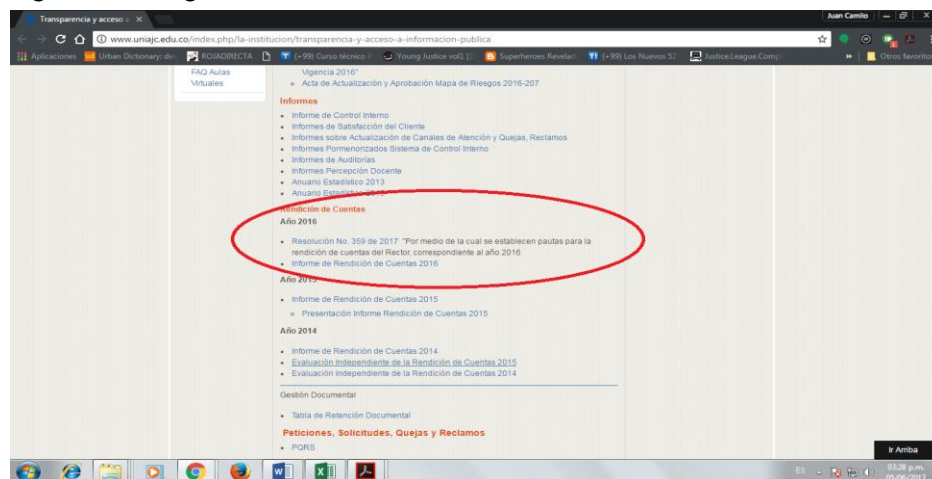 Transparencia y acceso a
Juan Camilo
www.uniajc.edu.co/index.php/la-institucion/transparencia-y-acceso-a-informacion-publica
Aplicaciones
Urban Dictionary: de
ROJADIRECTA
(+99) Curso técnico
Young Justice vol1
Superheroes Revelac
(+99) Los Nuevos 52
Justice.League.Comp
»
Otros favoritos
FAQ Aulas
Virtuales
Vigencia 2016"
Acta de Actualización y Aprobación Mapa de Riesgos 2016-207
Informes
Informe de Control Interno
Informes de Satisfacción del Cliente
Informes sobre Actualización de Canales de Atención y Quejas, Reclamos
Informes Pormenorizados Sistema de Control Interno
Informes de Auditorías
Informes Percepción Docente
Anuario Estadístico 2013
Anuario Estadístico
Rendición de Cuentas
Año 2016
Resolución No. 359 de 2017 "Por medio de la cual se establecen pautas para la
rendición de cuentas del Rector, correspondiente al año 2016
Informe de Rendición de Cuentas 2016
Año 2015
Informe de Rendición de Cuentas 2015
Presentación Informe Rendición de Cuentas 2015
Año 2014
Informe de Rendición de Cuentas 2014
Evaluación Independiente de la Rendición de Cuentas 2015
Evaluación Independiente de la Rendición de Cuentas 2014
Gestión Documental
Tabla de Retención Documental
Peticiones, Solicitudes, Quejas y Reclamos
PQRS
Ir Arriba
ES
03:28 p.m.
05/06/2017